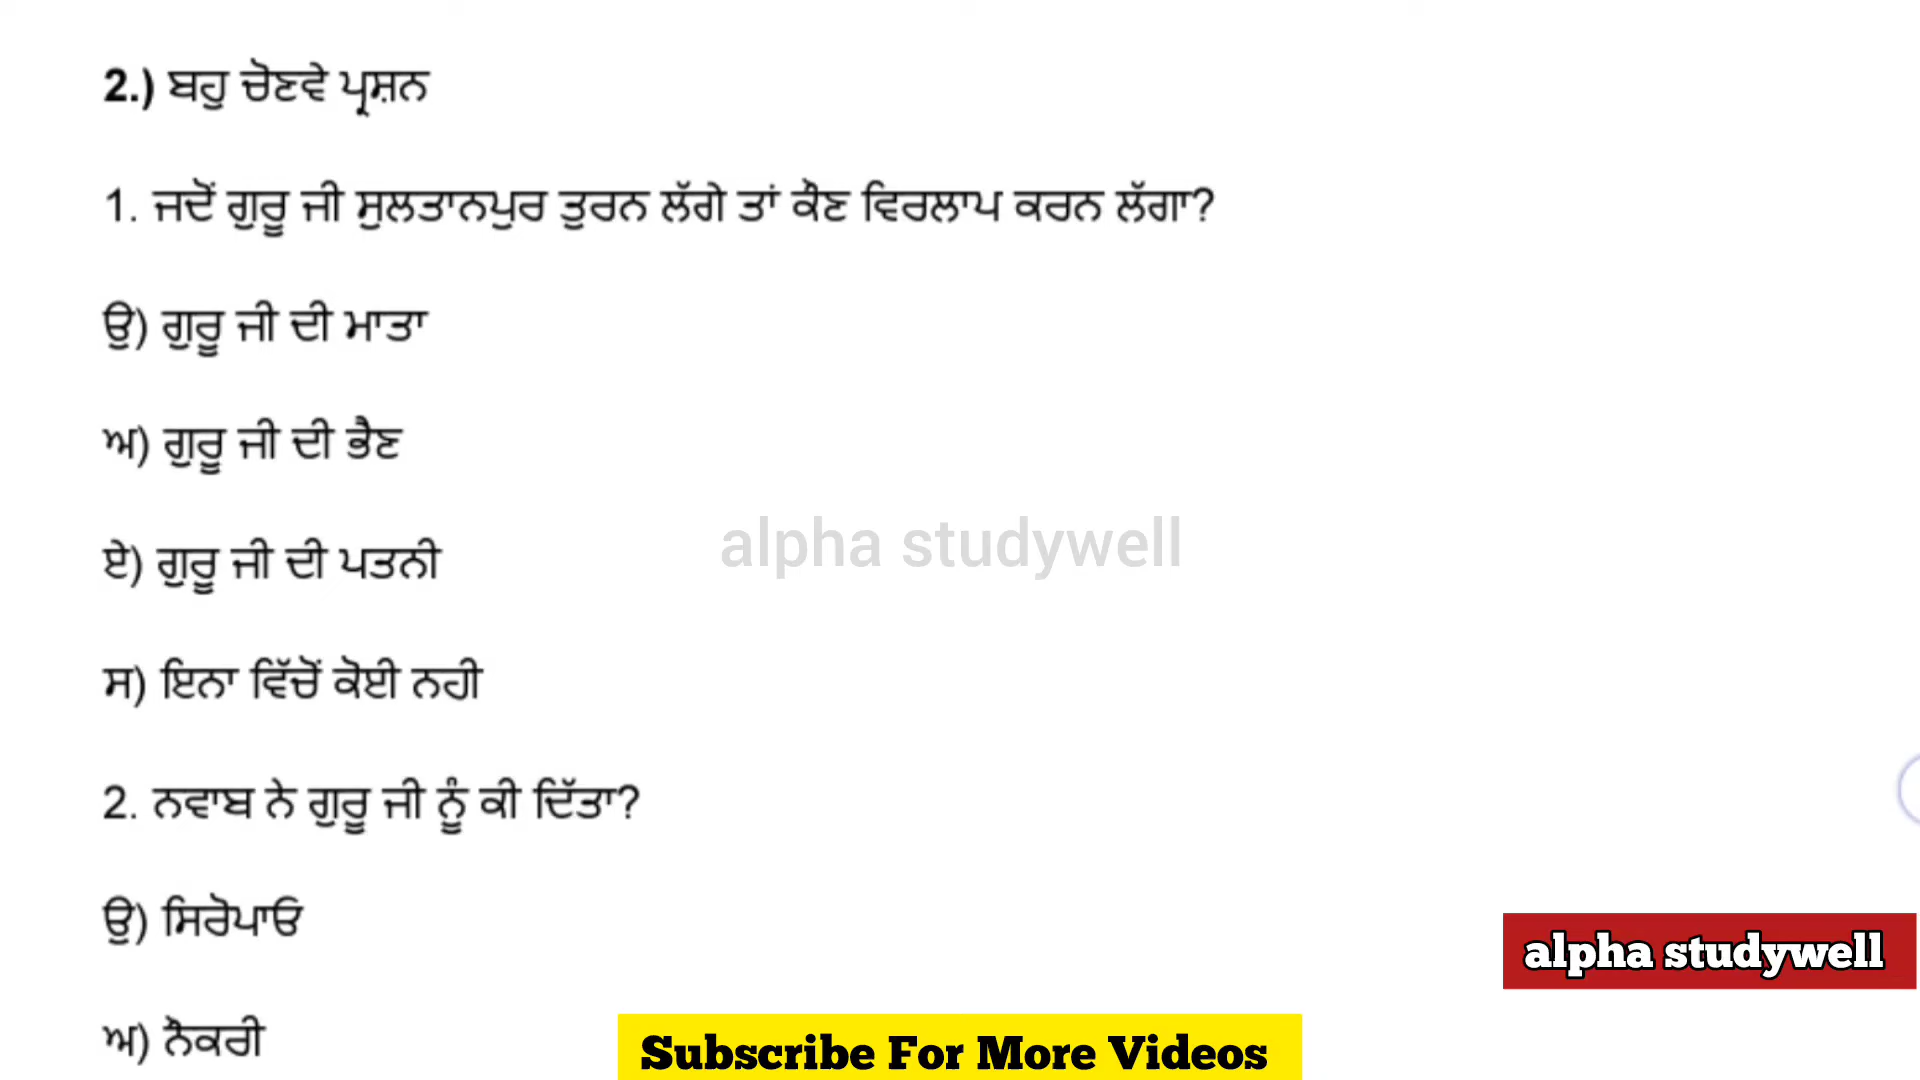 2.) ਬਹੁ ਚੋਣਵੇ ਪ੍ਰਸ਼ਨ
1. ਜਦੋਂ ਗੁਰੂ ਜੀ ਸੁਲਤਾਨਪੁਰ ਤੁਰਨ ਲੱਗੇ ਤਾਂ ਕੌਣ ਵਿਰਲਾਪ ਕਰਨ ਲੱਗਾ?
ੳ) ਗੁਰੂ ਜੀ ਦੀ ਮਾਤਾ
ਅ) ਗੁਰੂ ਜੀ ਦੀ ਭੈਣ
ੲ) ਗੁਰੂ ਜੀ ਦੀ ਪਤਨੀ
alpha studywell
ਸ) ਇਨਾ ਵਿੱਚੋਂ ਕੋਈ ਨਹੀ
2. ਨਵਾਬ ਨੇ ਗੁਰੂ ਜੀ ਨੂੰ ਕੀ ਦਿੱਤਾ?
ੳ) ਸਿਰੋਪਾਓ
alpha studywell
ਅ) ਨੌਕਰੀ
Subscribe For More Videos